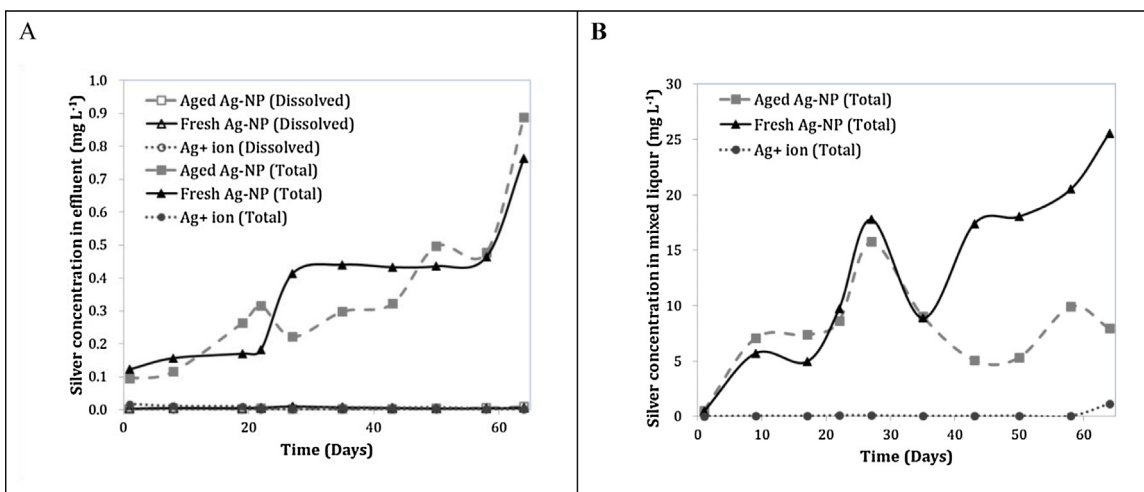 A
Silver concentration in effluent (mg L-1)
1.0
0.9
0.8
0.7
0.6
0.5
0.4
0.3
0.2
0.1
0.0
Aged Ag-NP (Dissolved)
Fresh Ag-NP (Dissolved)
Ag+ ion (Dissolved)
Aged Ag-NP (Total)
Fresh Ag-NP (Total)
Ag+ ion (Total)
0 20 40 60
Time (Days)
B
Silver concentration in mixed liqour (mg L-1)
30
25
20
15
10
5
0
Aged Ag-NP (Total)
Fresh Ag-NP (Total)
Ag+ ion (Total)
0 10 20 30 40 50 60
Time (Days)